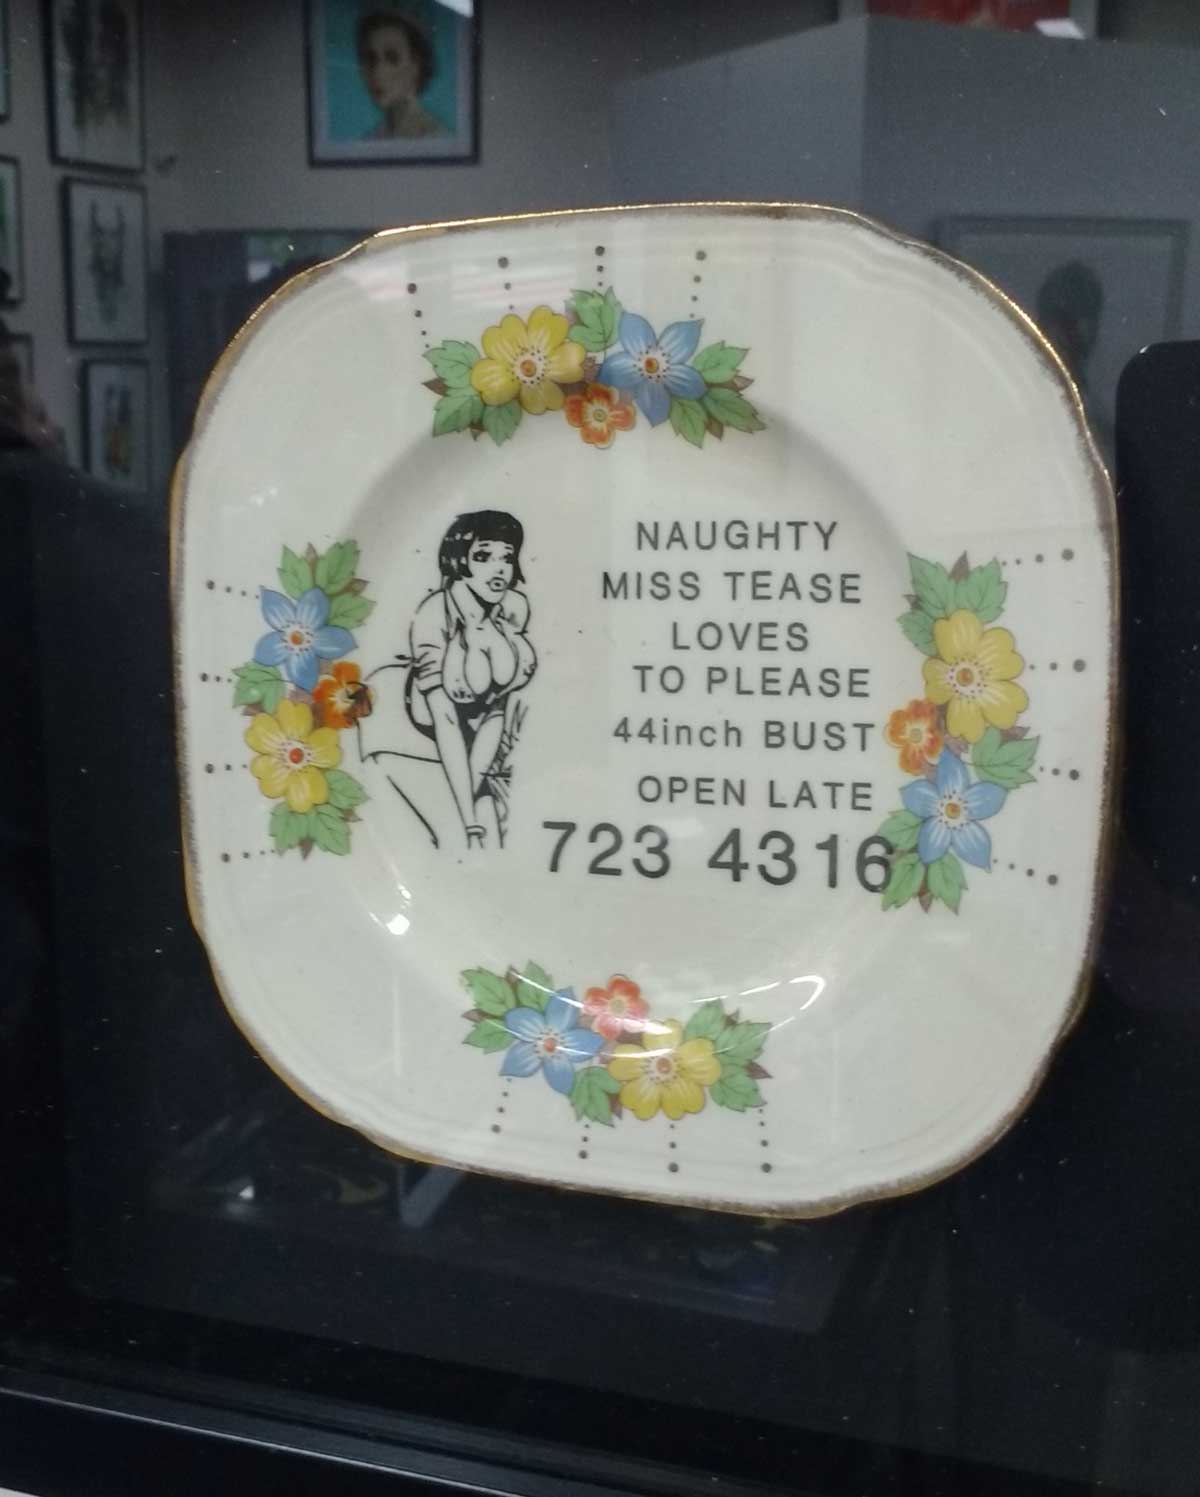 NAUGHTY
MISS TEASE
LOVES
TO PLEASE
44inch BUST
OPEN LATE
723 4316